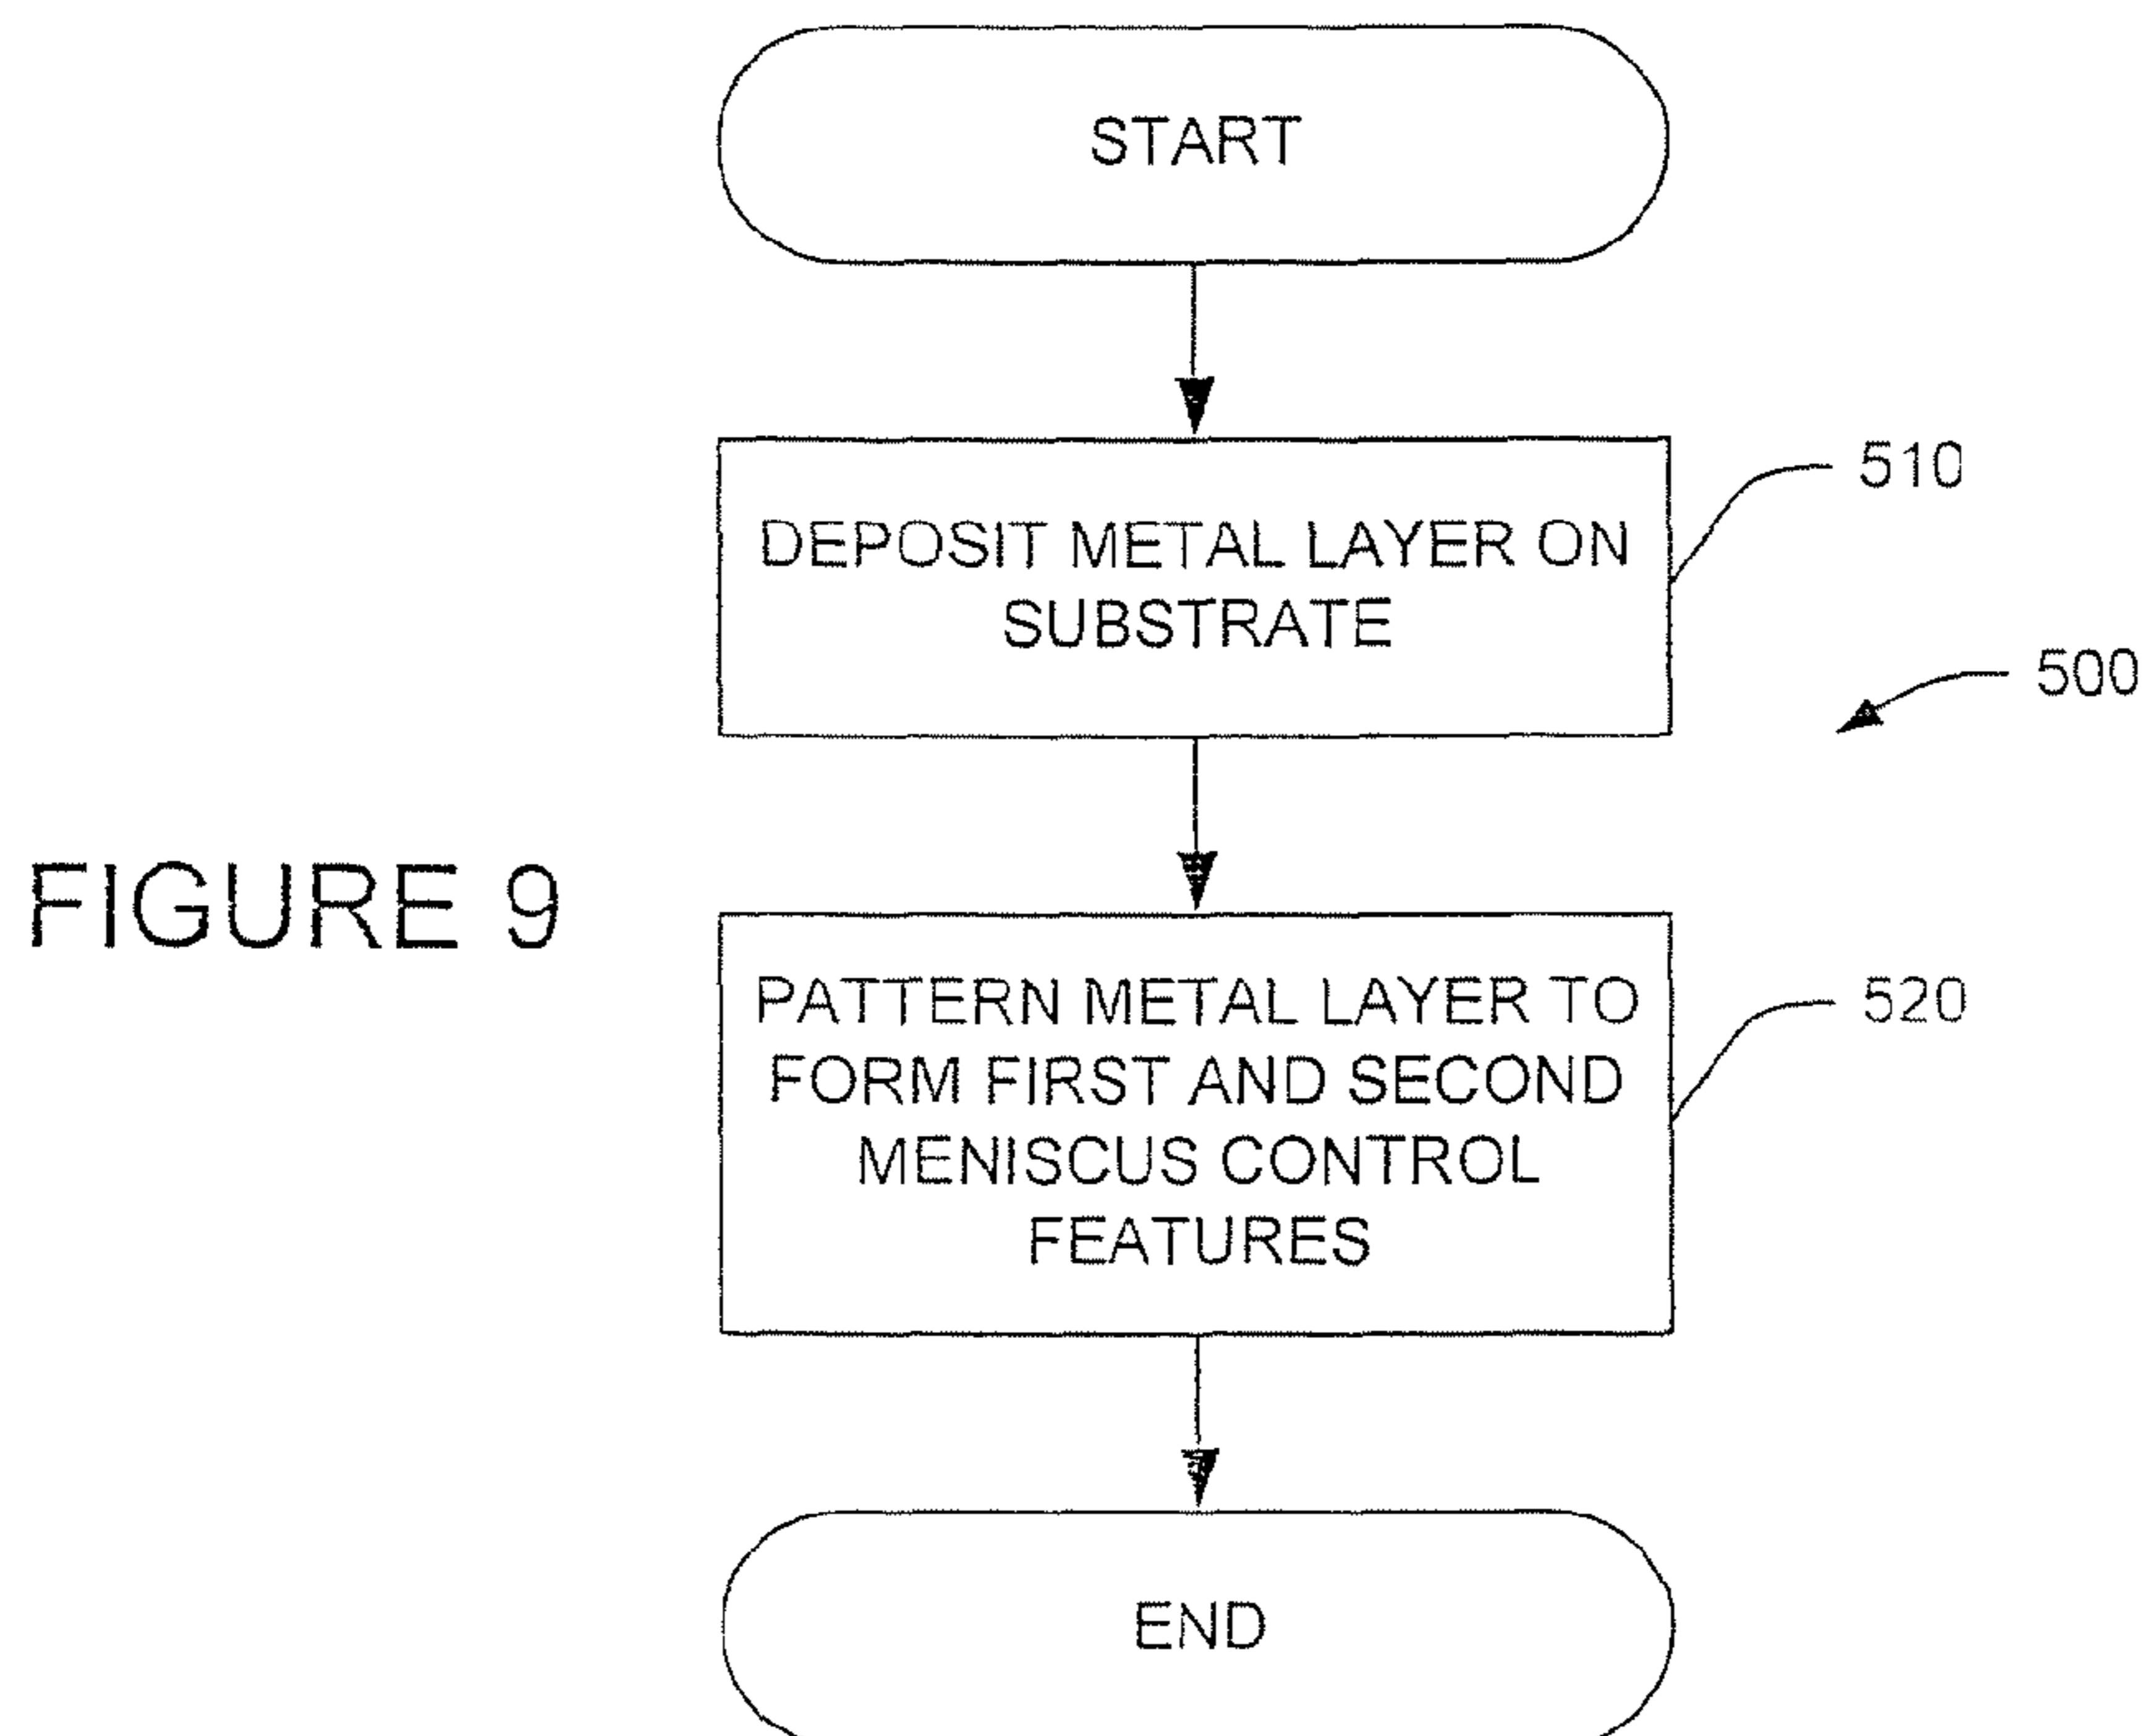 START
DEPOSIT METAL LAYER ON
SUBSTRATE
510
500
FIGURE 9
PATTERN METAL LAYER TO
FORM FIRST AND SECOND
MENISCUS CONTROL
FEATURES
520
END